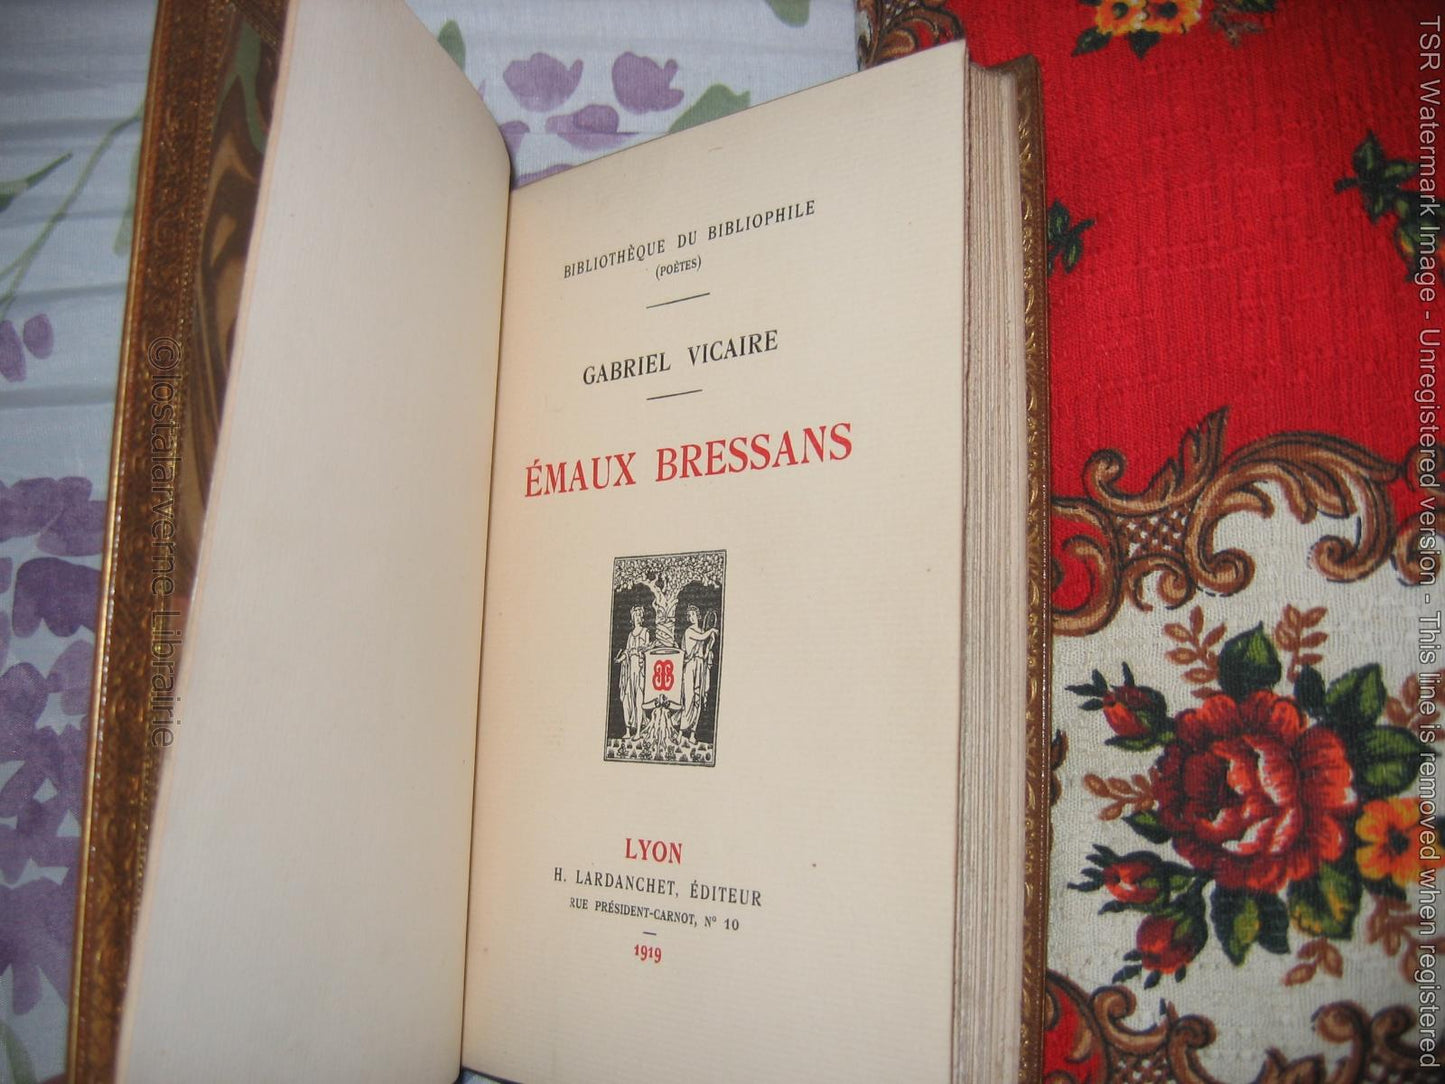 BIBLIOTHÈQUE DU BIBLIOPHILE
(POÈTES)
GABRIEL VICAIRE
ÉMAUX BRESSANS
LYON
H. LARDANCHET, ÉDITEUR
RUE PRÉSIDENT-CARNOT, Nº 10
1919
©lostalarverne Librairie
TSR Watermark Image - Unregistered version - This line is removed when registered